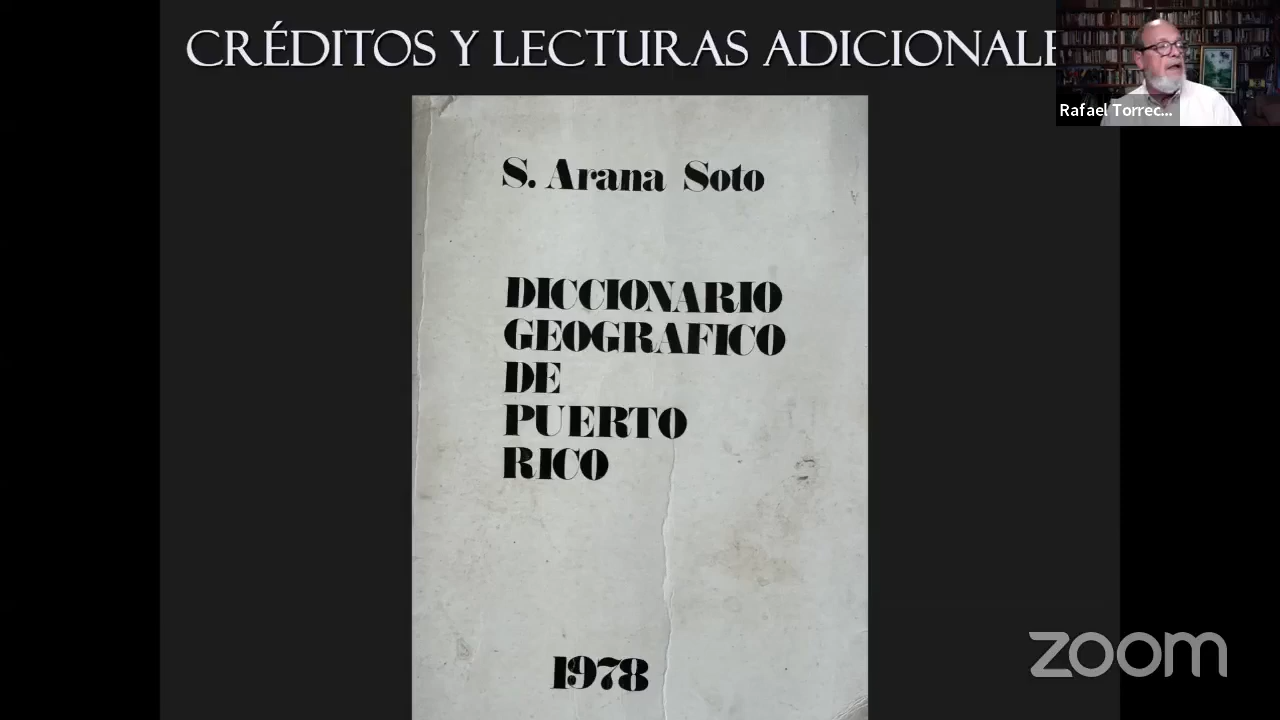 CRÉDITOS Y LECTURAS ADICIONALE
Rafael Torrec...
S. Arana Soto
DICCIONARIO
GEOGRAFICO
DE
PUERTO
RICO
1978
zoom